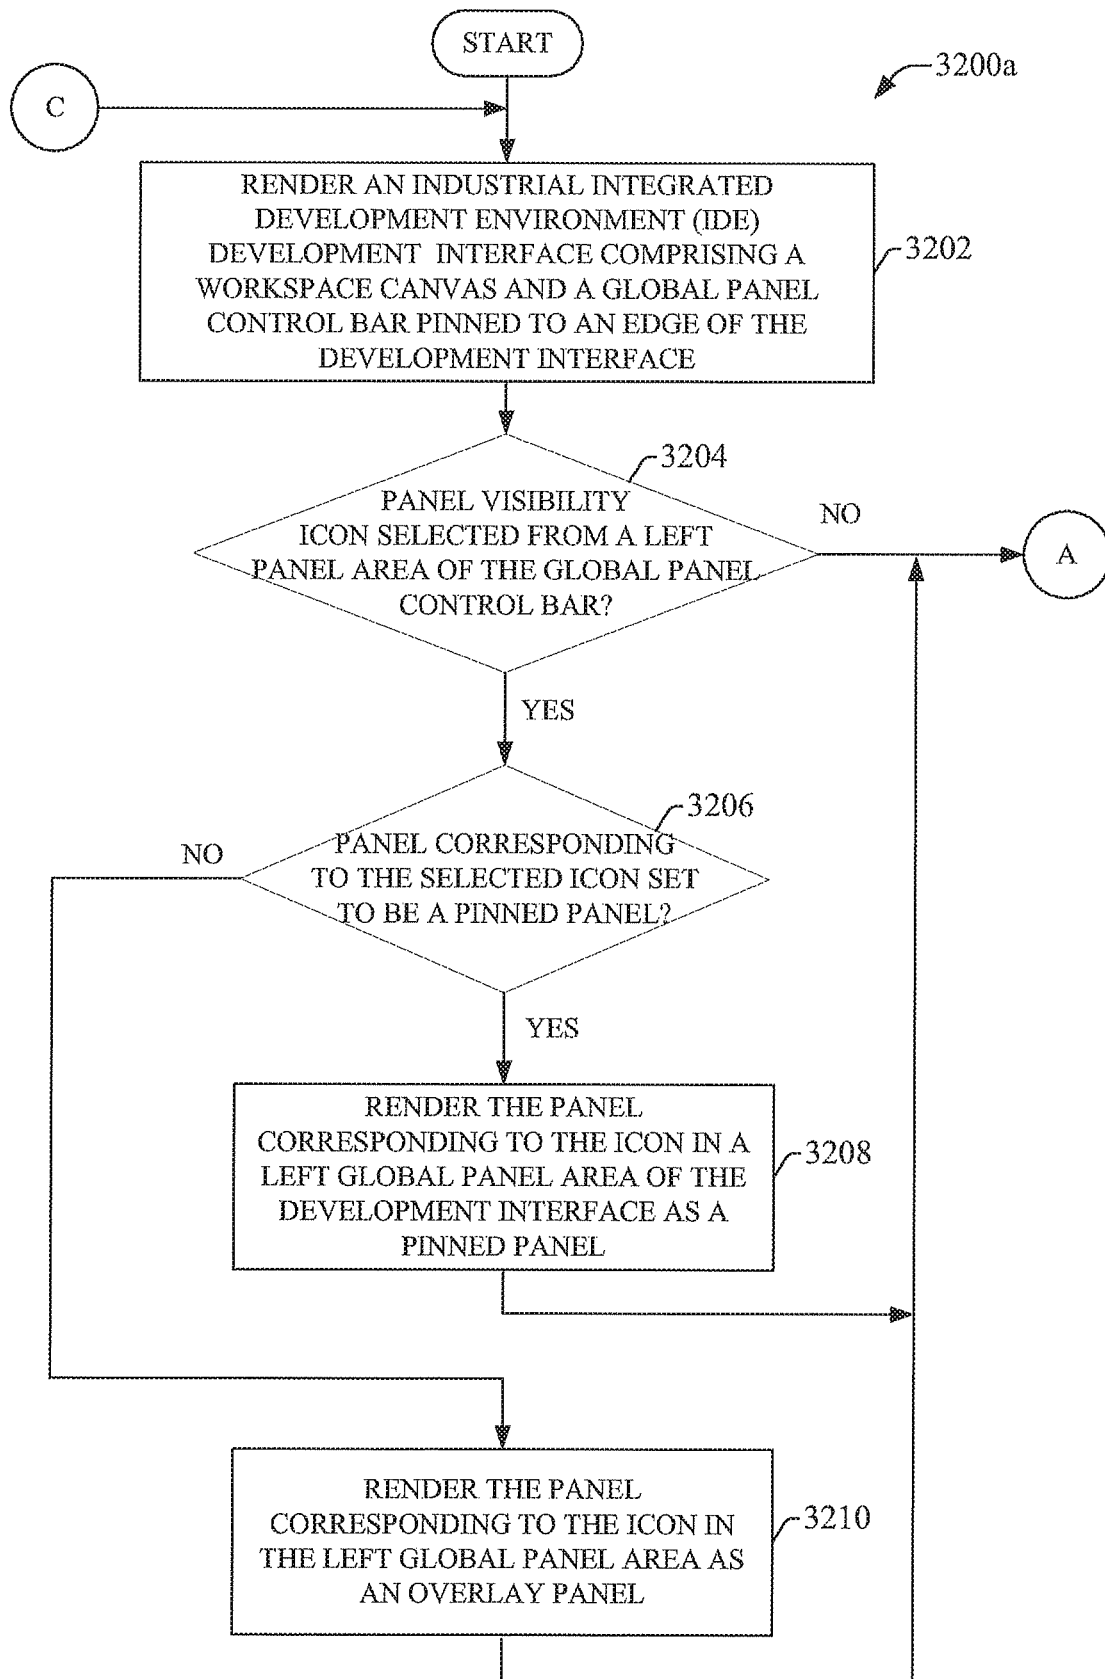 START
3200a
C
RENDER AN INDUSTRIAL INTEGRATED
DEVELOPMENT ENVIRONMENT (IDE)
DEVELOPMENT INTERFACE COMPRISING A
WORKSPACE CANVAS AND A GLOBAL PANEL
CONTROL BAR PINNED TO AN EDGE OF THE
DEVELOPMENT INTERFACE
3202
3204
PANEL VISIBILITY
ICON SELECTED FROM A LEFT
PANEL AREA OF THE GLOBAL PANEL
CONTROL BAR?
NO
A
YES
3206
PANEL CORRESPONDING
TO THE SELECTED ICON SET
TO BE A PINNED PANEL?
NO
YES
RENDER THE PANEL
CORRESPONDING TO THE ICON IN A
LEFT GLOBAL PANEL AREA OF THE
DEVELOPMENT INTERFACE AS A
PINNED PANEL
3208
RENDER THE PANEL
CORRESPONDING TO THE ICON IN
THE LEFT GLOBAL PANEL AREA AS
AN OVERLAY PANEL
3210